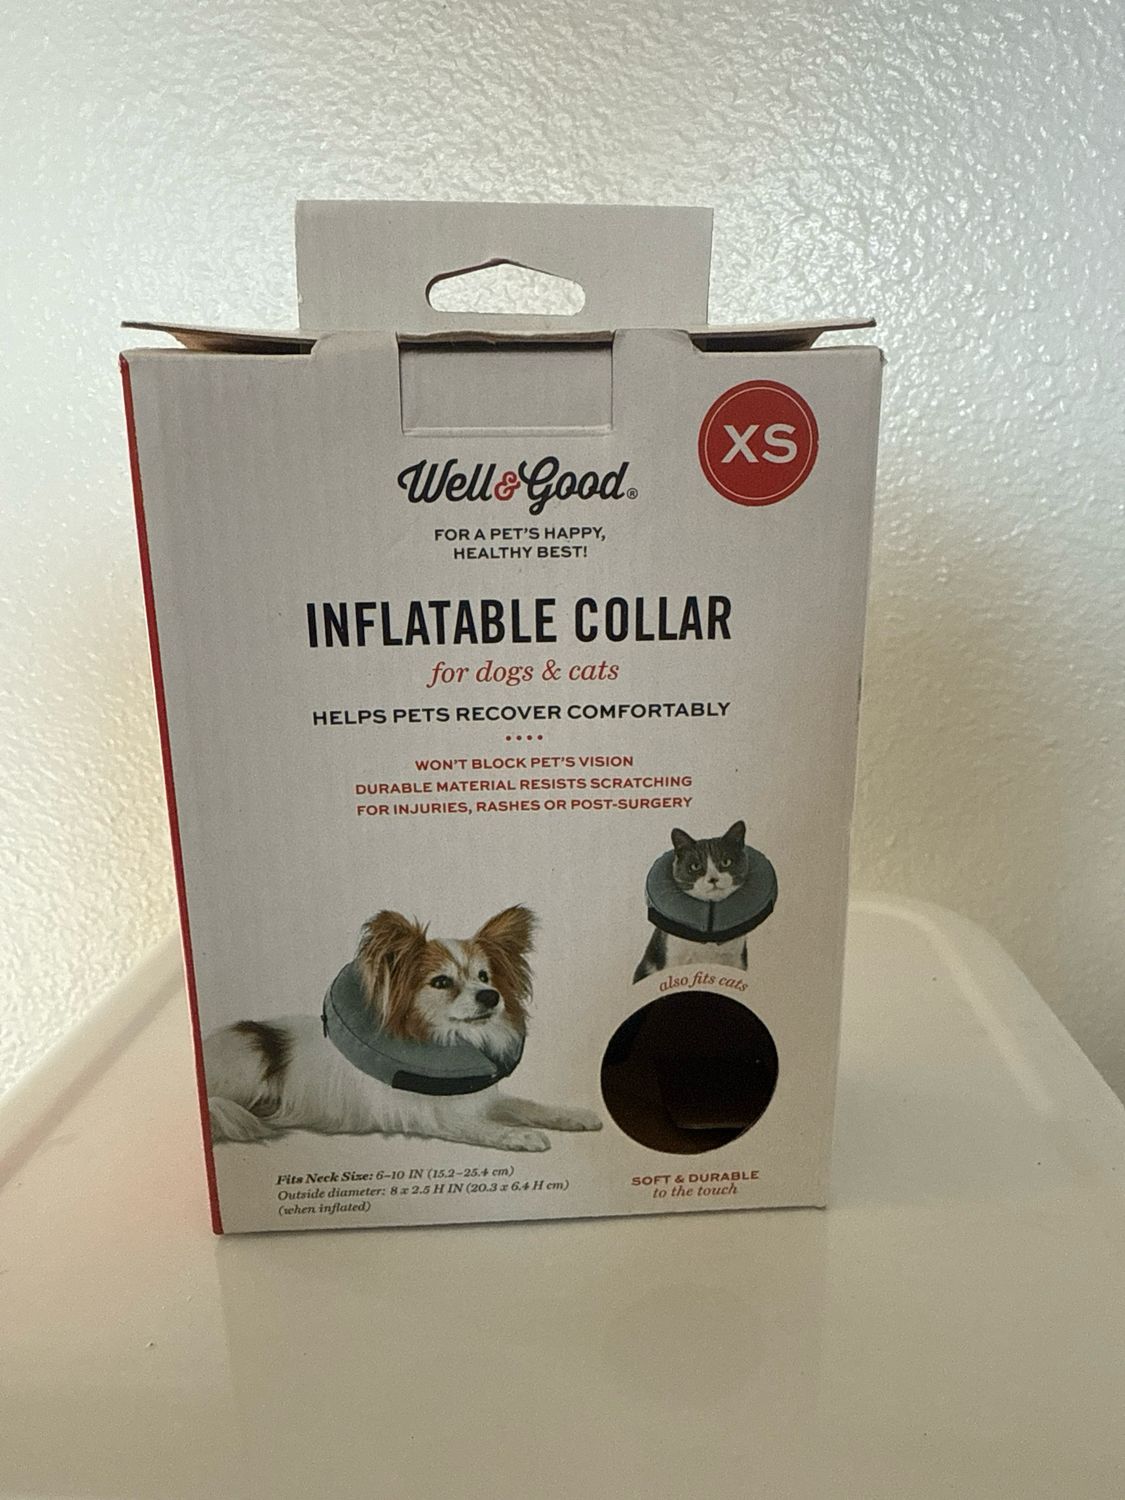 XS
Well&Good®
FOR A PET'S HAPPY,
HEALTHY BEST!
INFLATABLE COLLAR
for dogs & cats
HELPS PETS RECOVER COMFORTABLY
WON'T BLOCK PET'S VISION
DURABLE MATERIAL RESISTS SCRATCHING
FOR INJURIES, RASHES OR POST-SURGERY
also fits cats
Fits Neck Size: 6–10 IN (15.2–25.4 cm)
Outside diameter: 8 x 2.5 H IN (20.3 x 6.4 H cm)
(when inflated)
SOFT & DURABLE
to the touch